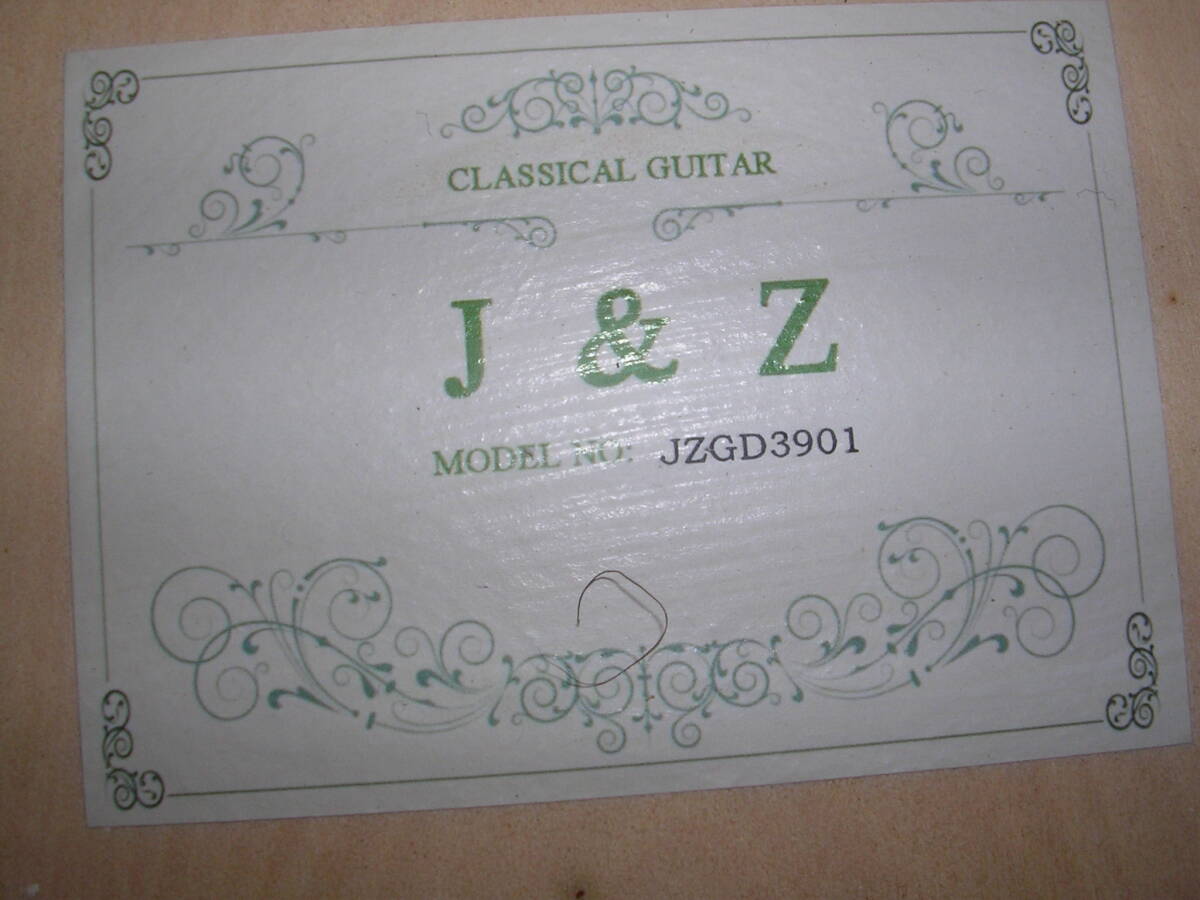 CLASSICAL GUITAR
J & Z
MODEL NO: JZGD3901